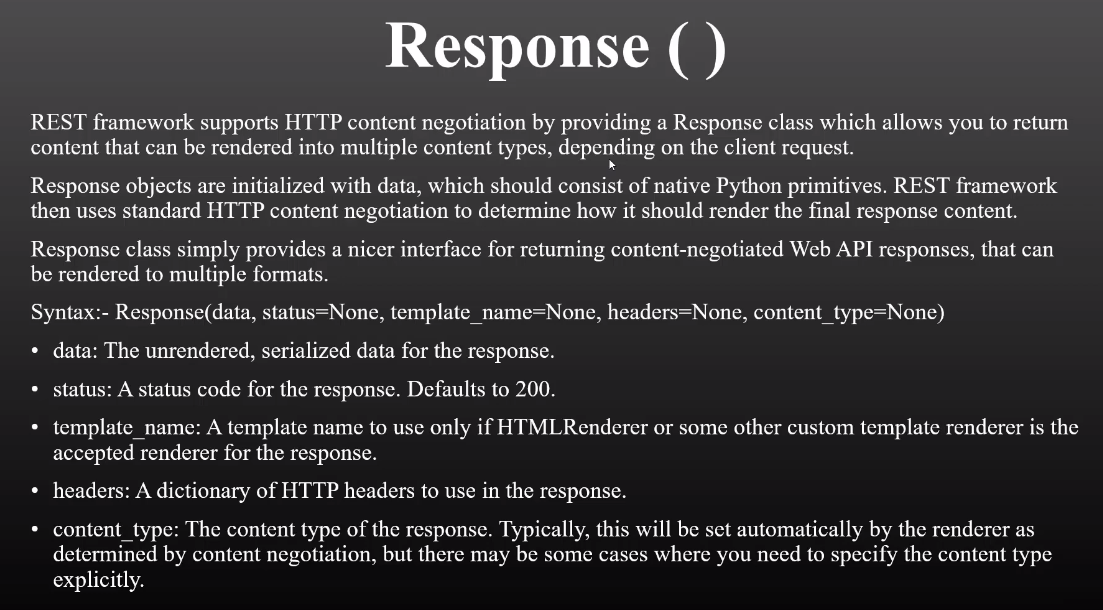 Response ( )
REST framework supports HTTP content negotiation by providing a Response class which allows you to return
content that can be rendered into multiple content types, depending on the client request.
Response objects are initialized with data, which should consist of native Python primitives. REST framework
then uses standard HTTP content negotiation to determine how it should render the final response content.
Response class simply provides a nicer interface for returning content-negotiated Web API responses, that can
be rendered to multiple formats.
Syntax:- Response(data, status=None, template_name=None, headers=None, content_type=None)
• data: The unrendered, serialized data for the response.
• status: A status code for the response. Defaults to 200.
• template_name: A template name to use only if HTMLRenderer or some other custom template renderer is the
accepted renderer for the response.
• headers: A dictionary of HTTP headers to use in the response.
• content_type: The content type of the response. Typically, this will be set automatically by the renderer as
determined by content negotiation, but there may be some cases where you need to specify the content type
explicitly.